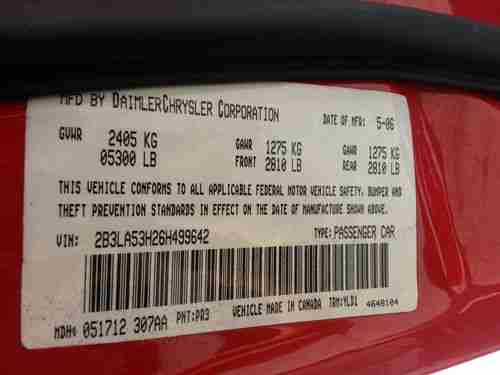 MFD BY DAIMLERCHRYSLER CORPORATION DATE OF MFR: 5-06
GVWR 2405 KG GAWR 1275 KG GAWR 1275 KG
05300 LB FRONT 2810 LB REAR 2810 LB
THIS VEHICLE CONFORMS TO ALL APPLICABLE FEDERAL MOTOR VEHICLE SAFETY, BUMPER AND
THEFT PREVENTION STANDARDS IN EFFECT ON THE DATE OF MANUFACTURE SHOWN ABOVE.
VIN: 2B3LA53H26H499642 TYPE: PASSENGER CAR
MDH: 051712 307AA PNT: PR3 VEHICLE MADE IN CANADA TRM: YLD1 4648104